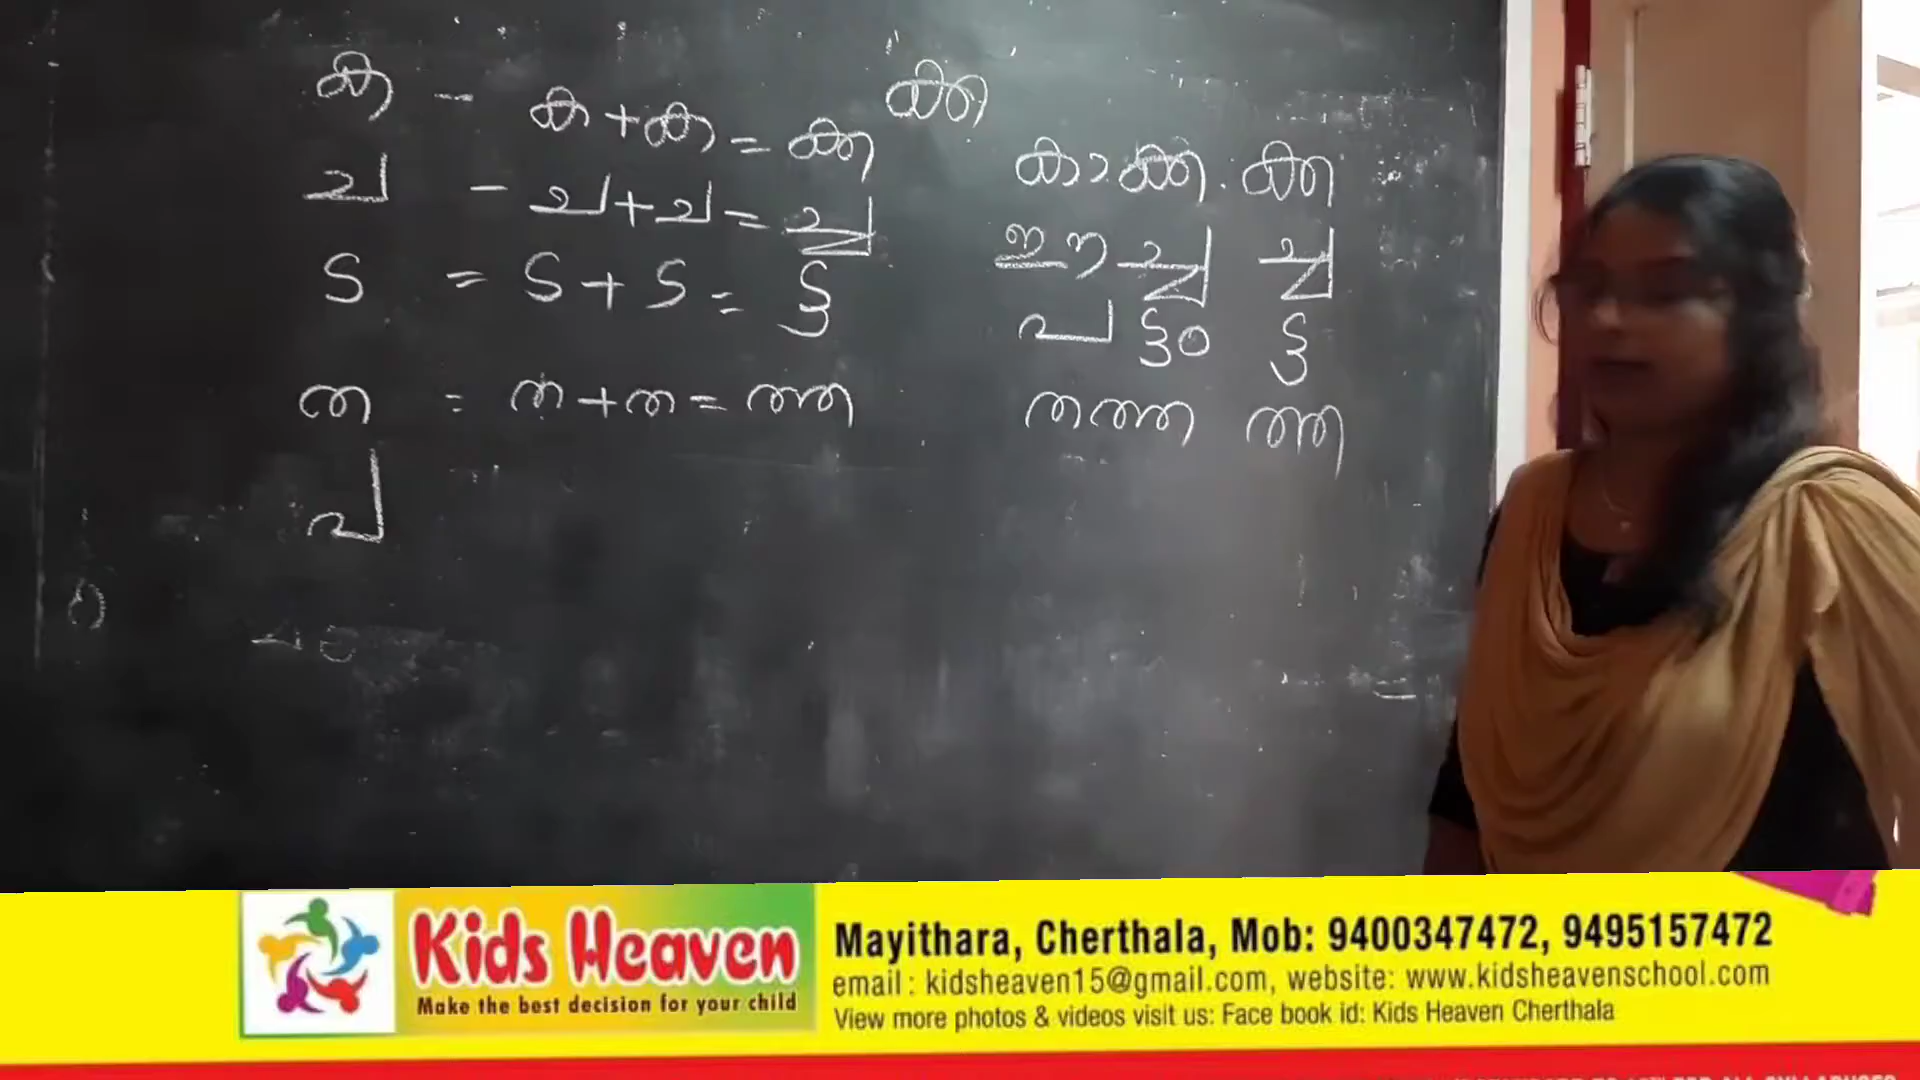 ക - ക + ക = ക്ക ക്ക
കാക്ക . ക്ക
ച - ച + ച = ച്ച
ഈച്ച ച്ച
ട = ട + ട = ട്ട
പട്ടം ട്ട
ത = ത + ത = ത്ത
തത്ത ത്ത
പ
Kids Heaven
Make the best decision for your child
Mayithara, Cherthala, Mob: 9400347472, 9495157472
email : kidsheaven15@gmail.com, website: www.kidsheavenschool.com
View more photos & videos visit us: Face book id: Kids Heaven Cherthala